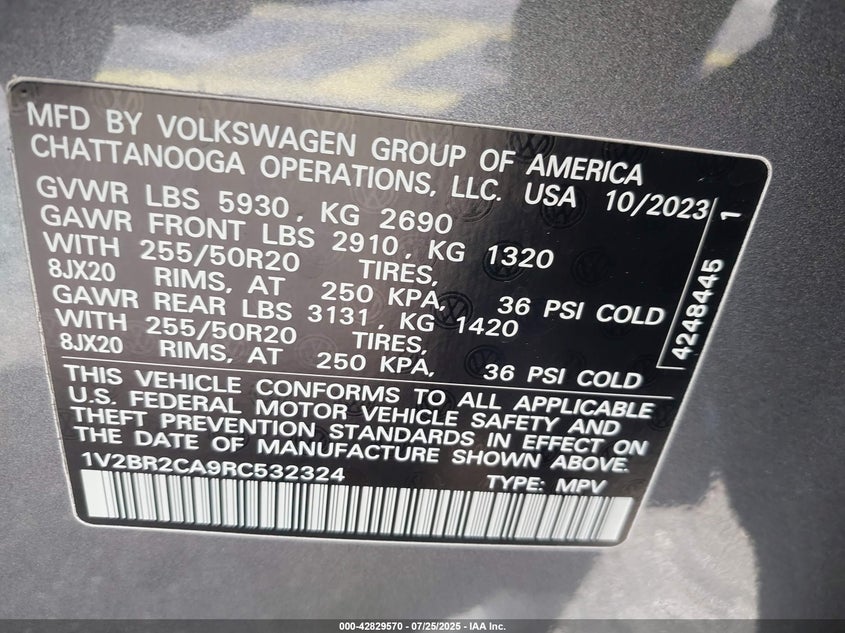 MFD BY VOLKSWAGEN GROUP OF AMERICA
CHATTANOOGA OPERATIONS, LLC. USA 10/2023
GVWR LBS 5930, KG 2690
GAWR FRONT LBS 2910, KG 1320
WITH 255/50R20 TIRES,
8JX20 RIMS, AT 250 KPA, 36 PSI COLD
GAWR REAR LBS 3131, KG 1420
WITH 255/50R20 TIRES,
8JX20 RIMS, AT 250 KPA, 36 PSI COLD
THIS VEHICLE CONFORMS TO ALL APPLICABLE
U.S. FEDERAL MOTOR VEHICLE SAFETY AND
THEFT PREVENTION STANDARDS IN EFFECT ON
THE DATE OF MANUFACTURE SHOWN ABOVE.
1V2BR2CA9RC532324 TYPE: MPV
4248445 1
000-42829570 - 07/25/2025 - IAA Inc.